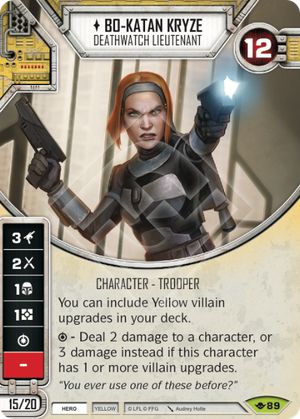 BO-KATAN KRYZE
DEATHWATCH LIEUTENANT
12
3
2
1
1
–
15/20
CHARACTER - TROOPER
You can include Yellow villain
upgrades in your deck.
- Deal 2 damage to a character, or
3 damage instead if this character
has 1 or more villain upgrades.
"You ever use one of these before?"
HERO
YELLOW
© LFL © FFG
Audrey Hotte
89